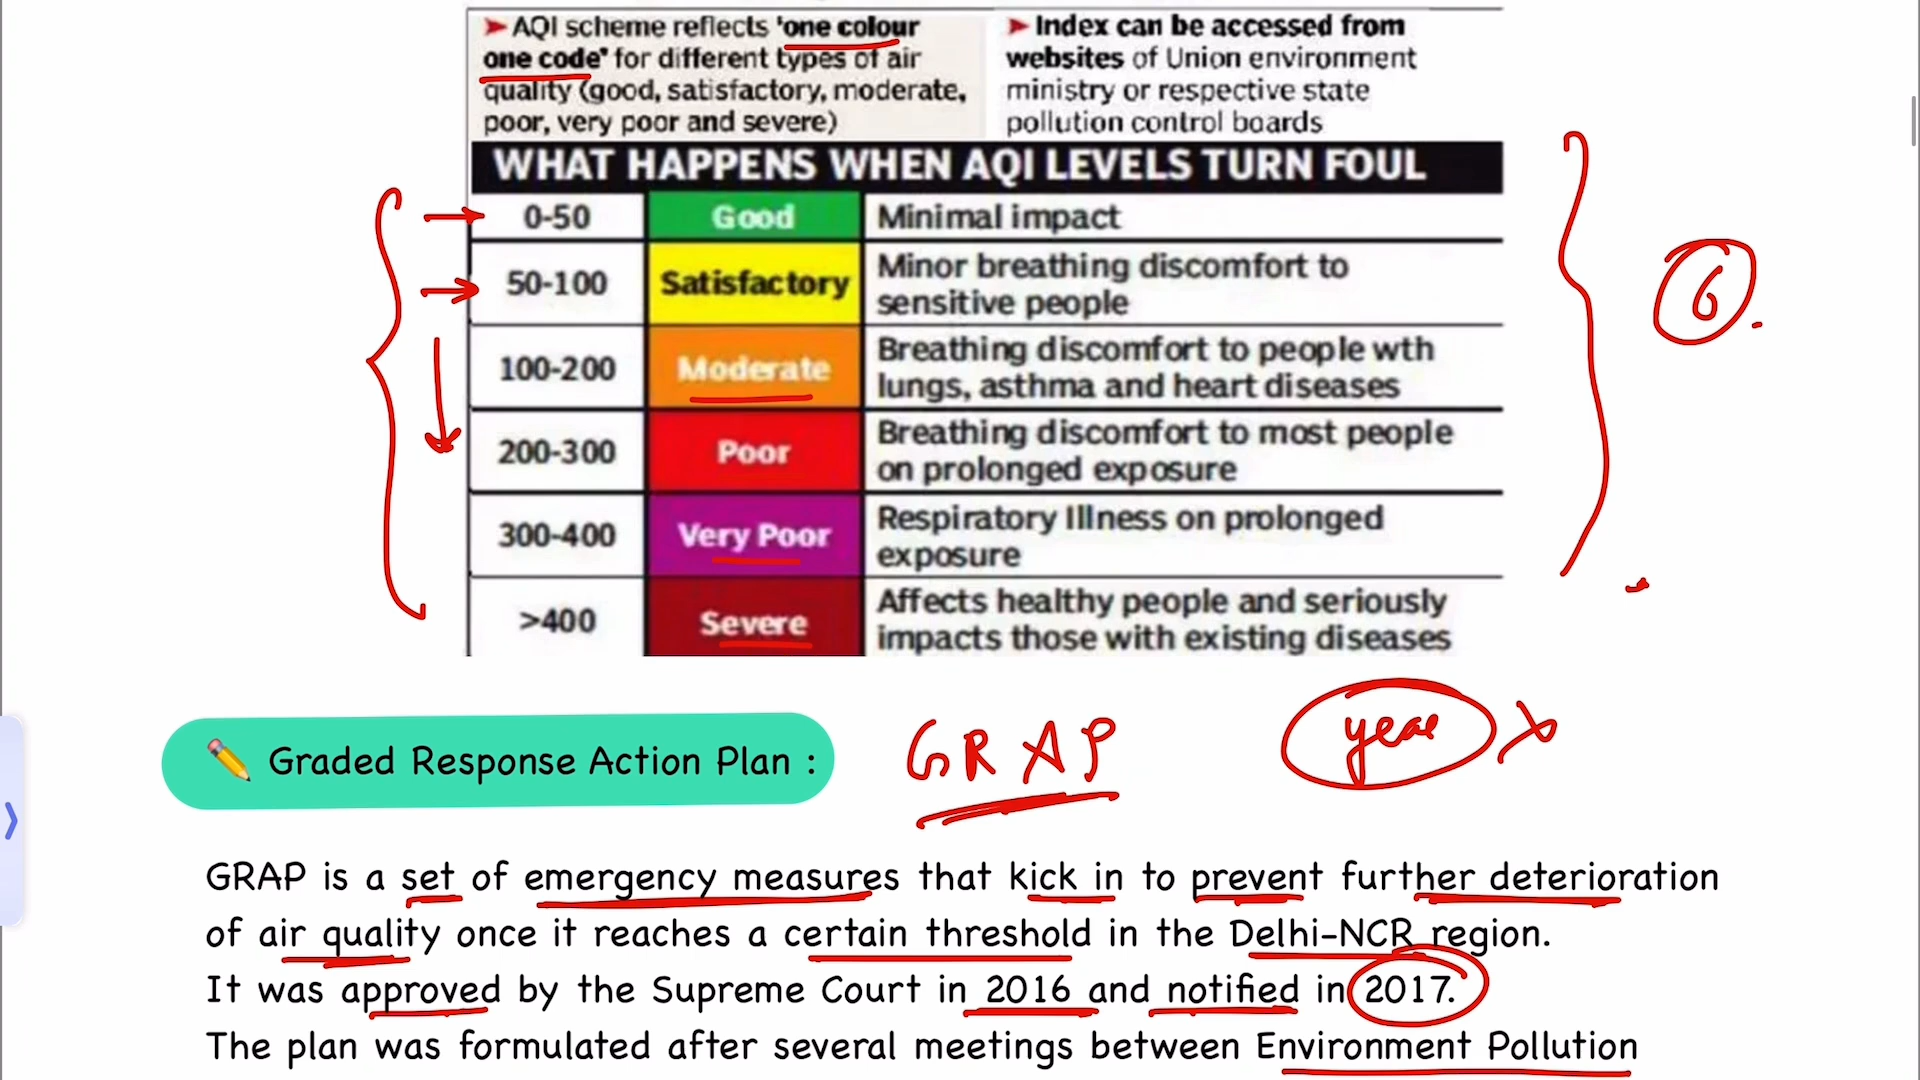 ➤ AQI scheme reflects 'one colour
one code' for different types of air
quality (good, satisfactory, moderate,
poor, very poor and severe)
➤ Index can be accessed from
websites of Union environment
ministry or respective state
pollution control boards
WHAT HAPPENS WHEN AQI LEVELS TURN FOUL
0-50 Good Minimal impact
50-100 Satisfactory Minor breathing discomfort to
sensitive people
100-200 Moderate Breathing discomfort to people wth
lungs, asthma and heart diseases
200-300 Poor Breathing discomfort to most people
on prolonged exposure
300-400 Very Poor Respiratory Illness on prolonged
exposure
>400 Severe Affects healthy people and seriously
impacts those with existing diseases
6
Graded Response Action Plan :
GRAP
year
GRAP is a set of emergency measures that kick in to prevent further deterioration
of air quality once it reaches a certain threshold in the Delhi-NCR region.
It was approved by the Supreme Court in 2016 and notified in 2017.
The plan was formulated after several meetings between Environment Pollution